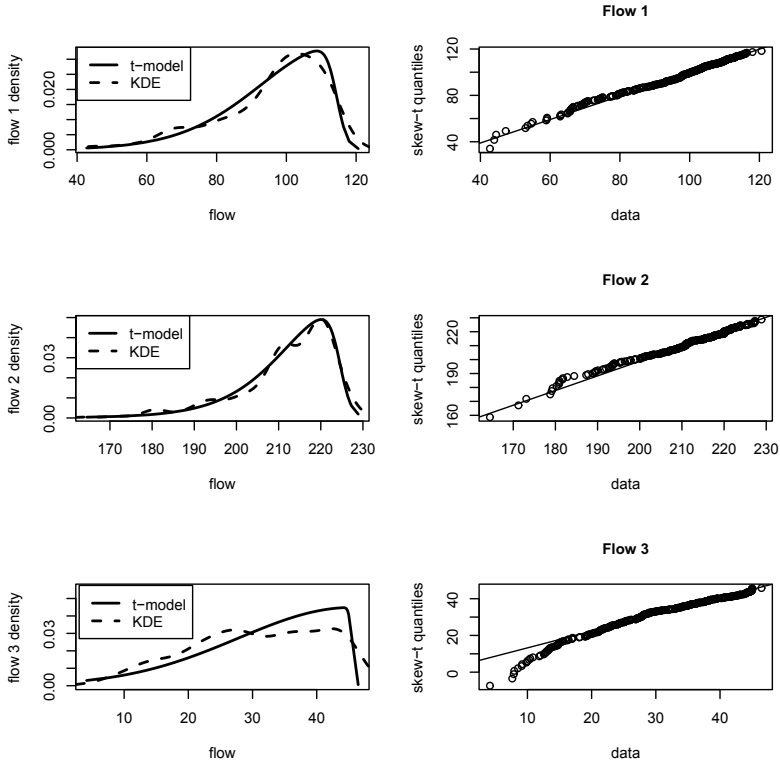 Flow 1
flow 1 density
0.000
0.020
t−model
KDE
40 60 80 100 120
flow
skew−t quantiles
40 80 120
40 60 80 100 120
data
Flow 2
flow 2 density
0.00
0.03
t−model
KDE
170 180 190 200 210 220 230
flow
skew−t quantiles
160 190 220
170 180 190 200 210 220 230
data
Flow 3
flow 3 density
0.00
0.03
t−model
KDE
10 20 30 40
flow
skew−t quantiles
0 20 40
10 20 30 40
data